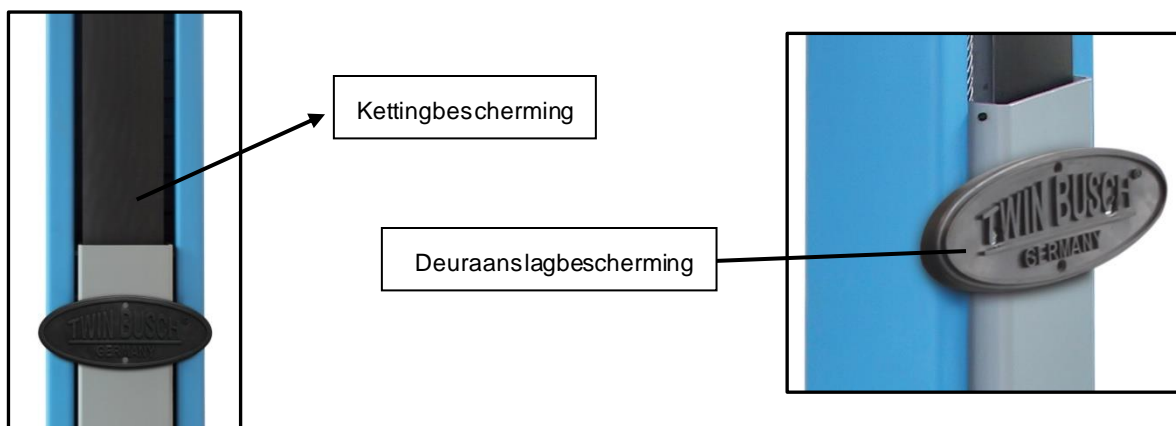 Kettingbescherming
Deuraanslagbescherming
TWIN BUSCH®
GERMANY
TWIN BUSCH®
GERMANY